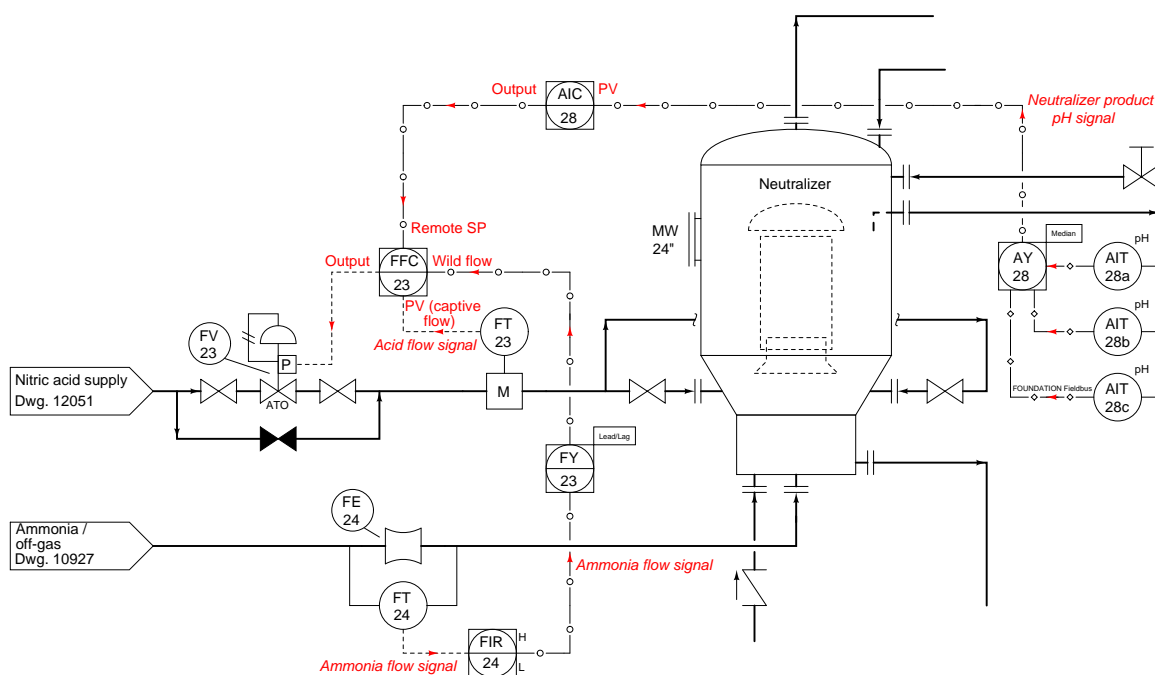 Output
AIC
28
PV
Neutralizer product
pH signal
Neutralizer
MW
24"
Remote SP
Output
FFC
23
Wild flow
PV (captive
flow)
Acid flow signal
FT
23
FV
23
P
ATO
M
Nitric acid supply
Dwg. 12051
Median
AY
28
pH
AIT
28a
pH
AIT
28b
pH
AIT
28c
FOUNDATION Fieldbus
Lead/Lag
FY
23
FE
24
Ammonia /
off-gas
Dwg. 10927
Ammonia flow signal
FT
24
Ammonia flow signal
FIR
24
H
L